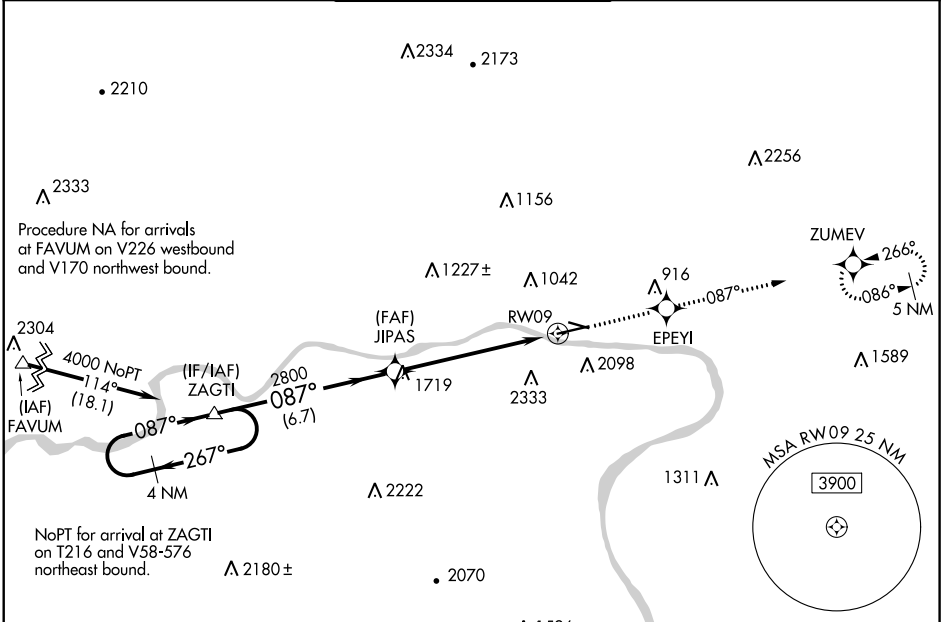 2334
2173
2210
2256
2333
1156
Procedure NA for arrivals
at FAVUM on V226 westbound
and V170 northwest bound.
ZUMEV
266°
086°
5 NM
1227±
1042
916
087°
(FAF)
JIPAS
RW09
EPEYI
2304
4000 NoPT
114°
(18.1)
(IAF)
FAVUM
(IF/IAF)
ZAGTI
2800
087°
(6.7)
1719
2098
2333
1589
087°
267°
4 NM
MSA RW09 25 NM
3900
2222
1311
NoPT for arrival at ZAGTI
on T216 and V58-576
northeast bound.
2180±
2070